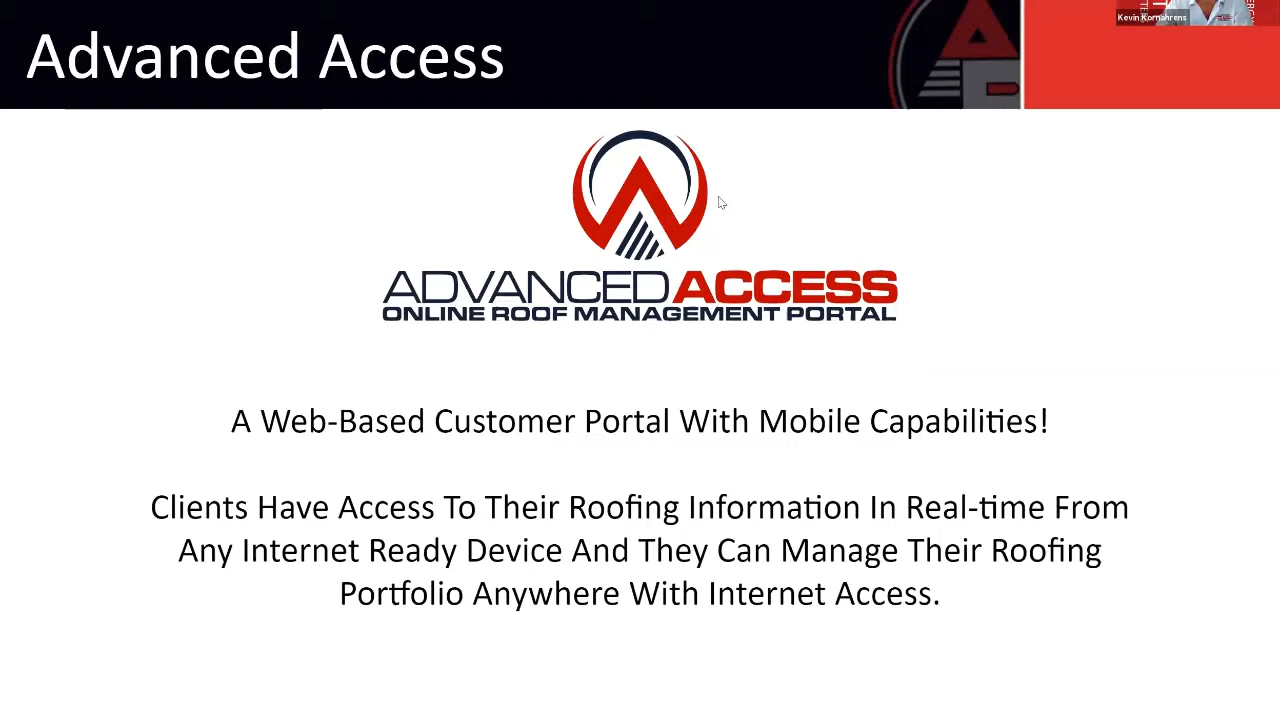 Advanced Access
Kevin Kornahrens
ADVANCEDACCESS
ONLINE ROOF MANAGEMENT PORTAL
A Web-Based Customer Portal With Mobile Capabilities!
Clients Have Access To Their Roofing Information In Real-time From
Any Internet Ready Device And They Can Manage Their Roofing
Portfolio Anywhere With Internet Access.